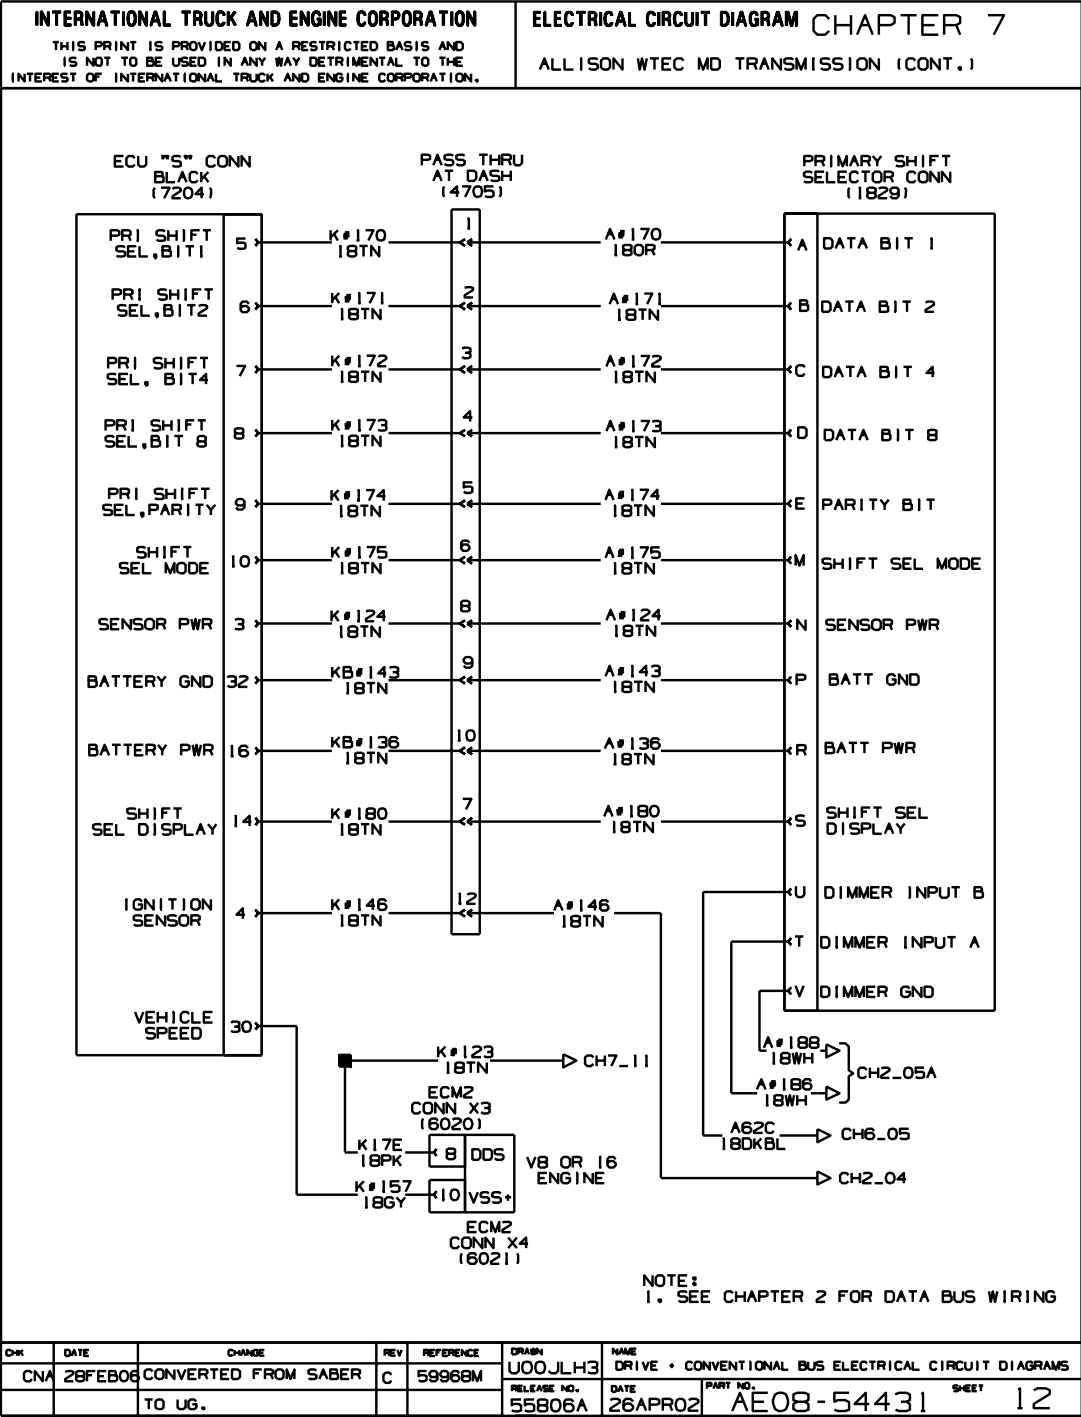 INTERNATIONAL TRUCK AND ENGINE CORPORATION
THIS PRINT IS PROVIDED ON A RESTRICTED BASIS AND
IS NOT TO BE USED IN ANY WAY DETRIMENTAL TO THE
INTEREST OF INTERNATIONAL TRUCK AND ENGINE CORPORATION.
ELECTRICAL CIRCUIT DIAGRAM CHAPTER 7
ALLISON WTEC MD TRANSMISSION (CONT.)
ECU "S" CONN
BLACK
(7204)
PASS THRU
AT DASH
(4705)
PRIMARY SHIFT
SELECTOR CONN
(1829)
PRI SHIFT
SEL,BIT1
5
K#170
18TN
1
A#170
18OR
A
DATA BIT 1
PRI SHIFT
SEL,BIT2
6
K#171
18TN
2
A#171
18TN
B
DATA BIT 2
PRI SHIFT
SEL, BIT4
7
K#172
18TN
3
A#172
18TN
C
DATA BIT 4
PRI SHIFT
SEL,BIT 8
8
K#173
18TN
4
A#173
18TN
D
DATA BIT 8
PRI SHIFT
SEL,PARITY
9
K#174
18TN
5
A#174
18TN
E
PARITY BIT
SHIFT
SEL MODE
10
K#175
18TN
6
A#175
18TN
M
SHIFT SEL MODE
SENSOR PWR
3
K#124
18TN
8
A#124
18TN
N
SENSOR PWR
BATTERY GND
32
KB#143
18TN
9
A#143
18TN
P
BATT GND
BATTERY PWR
16
KB#136
18TN
10
A#136
18TN
R
BATT PWR
SHIFT
SEL DISPLAY
14
K#180
18TN
7
A#180
18TN
S
SHIFT SEL
DISPLAY
U
DIMMER INPUT B
IGNITION
SENSOR
4
K#146
18TN
12
A#146
18TN
T
DIMMER INPUT A
V
DIMMER GND
VEHICLE
SPEED
30
K#123
18TN
CH7_11
A#188
18WH
A#186
18WH
CH2_05A
ECM2
CONN X3
(6020)
A62C
18DKBL
CH6_05
K17E
18PK
8
DDS
V8 OR I6
ENGINE
CH2_04
K#157
18GY
10
VSS+
ECM2
CONN X4
(6021)
NOTE:
1. SEE CHAPTER 2 FOR DATA BUS WIRING
CHK
DATE
CHANGE
REV
REFERENCE
CNA
28FEB06
CONVERTED FROM SABER
C
59968M
TO UG.
DRAWN
U00JLH3
NAME
DRIVE + CONVENTIONAL BUS ELECTRICAL CIRCUIT DIAGRAMS
RELEASE NO.
55806A
DATE
26APR02
PART NO.
AE08-54431
SHEET
12